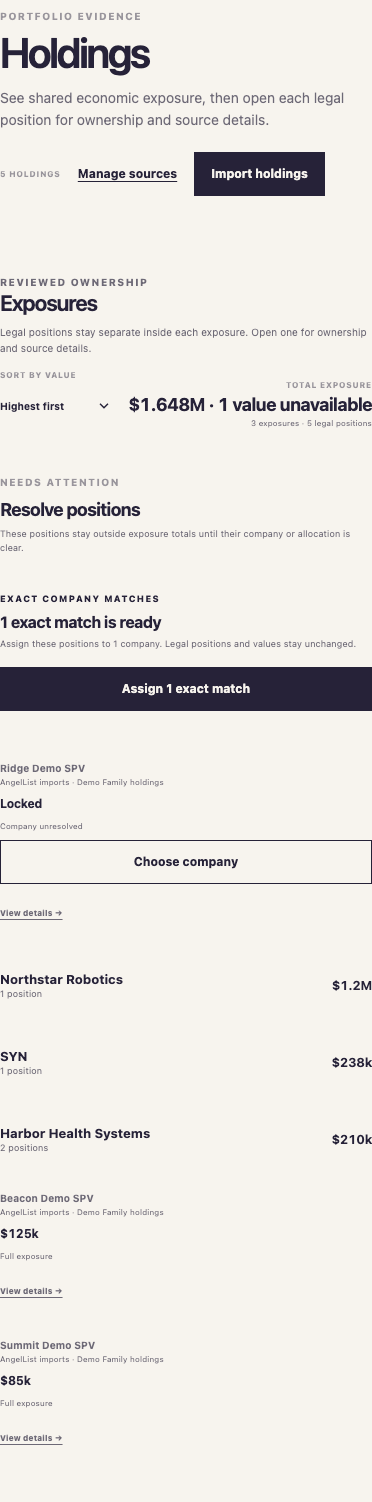 PORTFOLIO EVIDENCE
Holdings
See shared economic exposure, then open each legal
position for ownership and source details.
5 HOLDINGS Manage sources Import holdings
REVIEWED OWNERSHIP
Exposures
Legal positions stay separate inside each exposure. Open one for ownership
and source details.
SORT BY VALUE
TOTAL EXPOSURE
Highest first $1.648M · 1 value unavailable
3 exposures · 5 legal positions
NEEDS ATTENTION
Resolve positions
These positions stay outside exposure totals until their company or allocation is
clear.
EXACT COMPANY MATCHES
1 exact match is ready
Assign these positions to 1 company. Legal positions and values stay unchanged.
Assign 1 exact match
Ridge Demo SPV
AngelList imports · Demo Family holdings
Locked
Company unresolved
Choose company
View details →
Northstar Robotics
1 position
$1.2M
SYN
1 position
$238k
Harbor Health Systems
2 positions
$210k
Beacon Demo SPV
AngelList imports · Demo Family holdings
$125k
Full exposure
View details →
Summit Demo SPV
AngelList imports · Demo Family holdings
$85k
Full exposure
View details →